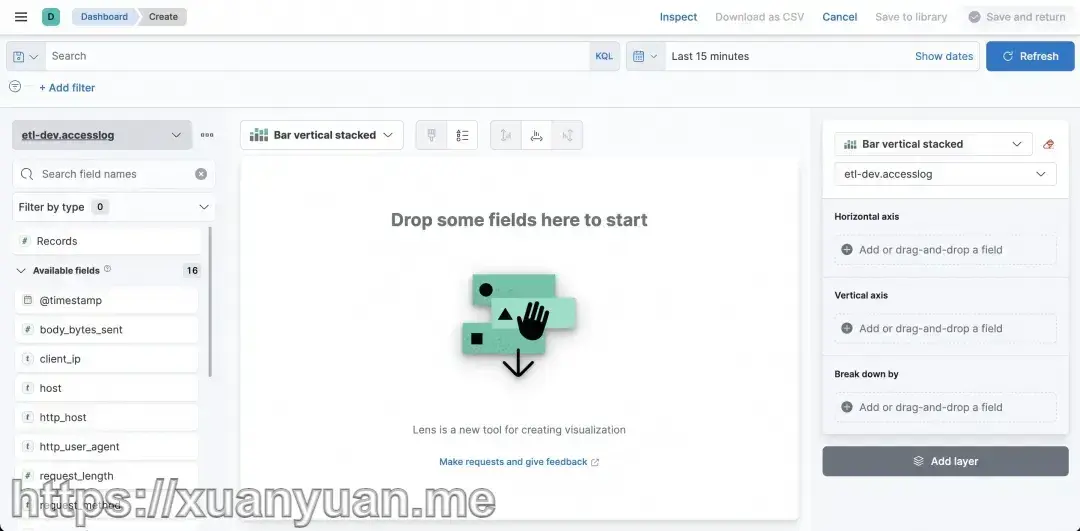 D Dashboard Create Inspect Download as CSV Cancel Save to library Save and return
Search KQL Last 15 minutes Show dates Refresh
+ Add filter
etl-dev.accesslog
Search field names
Filter by type 0
# Records
Available fields 16
@timestamp
# body_bytes_sent
t client_ip
t host
t http_host
t http_user_agent
# request_length
t request_method
Bar vertical stacked
Drop some fields here to start
Lens is a new tool for creating visualization
Make requests and give feedback
Bar vertical stacked
etl-dev.accesslog
Horizontal axis
Add or drag-and-drop a field
Vertical axis
Add or drag-and-drop a field
Break down by
Add or drag-and-drop a field
Add layer
https://xuanyuan.me